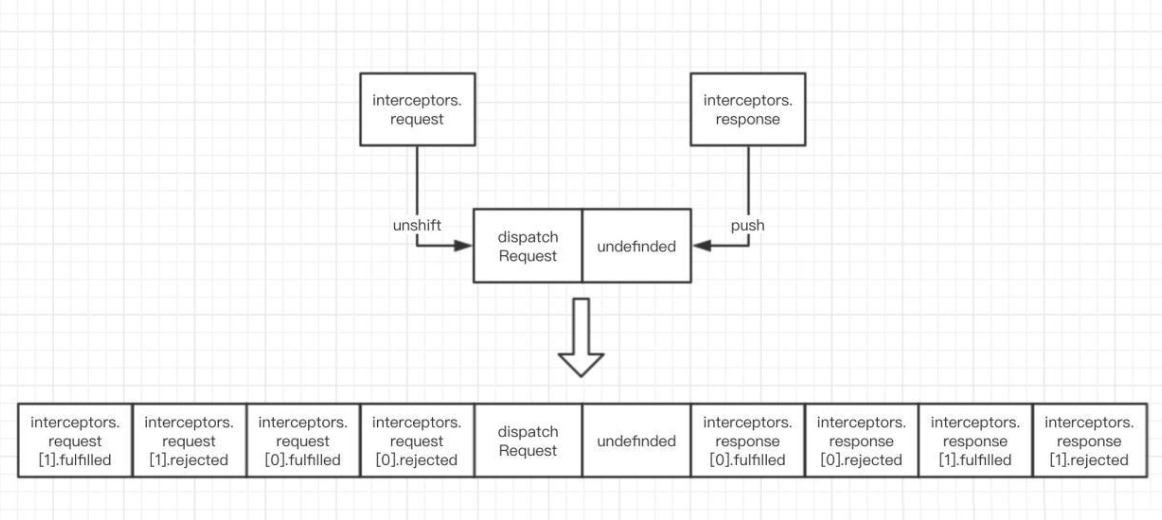 interceptors.
request
interceptors.
response
unshift
push
dispatch
Request
undefinded
interceptors.
request
[1].fulfilled
interceptors.
request
[1].rejected
interceptors.
request
[0].fulfilled
interceptors.
request
[0].rejected
dispatch
Request
undefinded
interceptors.
response
[0].fulfilled
interceptors.
response
[0].rejected
interceptors.
response
[1].fulfilled
interceptors.
response
[1].rejected